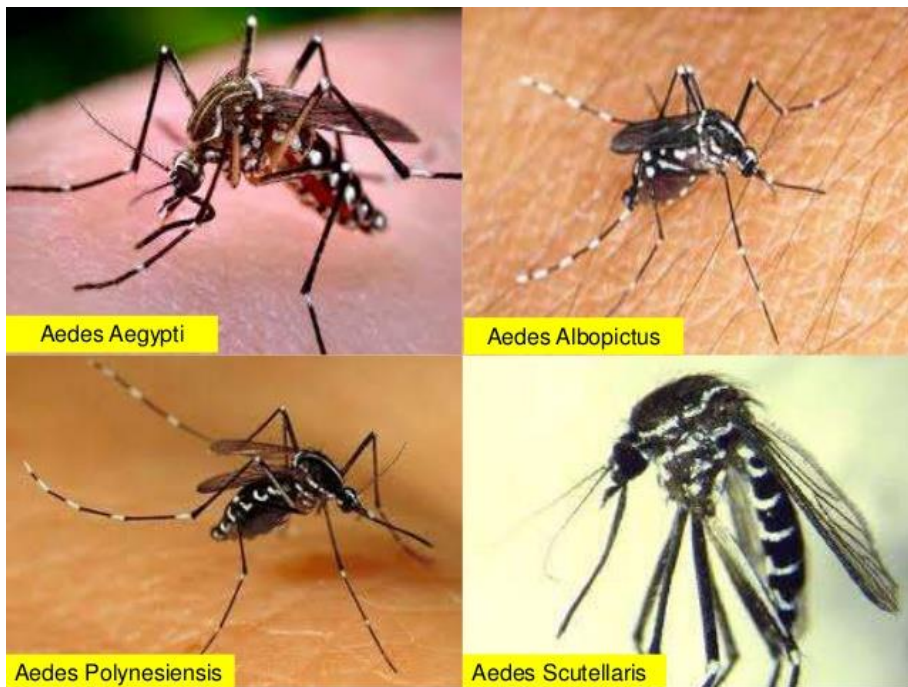 Aedes Aegypti
Aedes Albopictus
Aedes Polynesiensis
Aedes Scutellaris